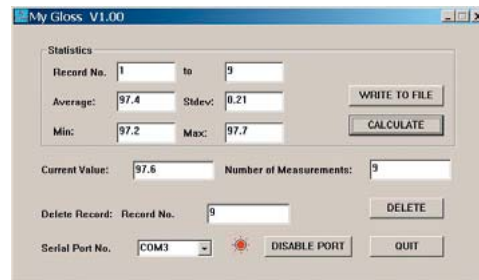 My Gloss V1.00
Statistics
Record No. 1 to 9
Average: 97.4 Stdev: 0.21 WRITE TO FILE
Min: 97.2 Max: 97.7 CALCULATE
Current Value: 97.6 Number of Measurements: 9
Delete Record: Record No. 9 DELETE
Serial Port No. COM3 DISABLE PORT QUIT